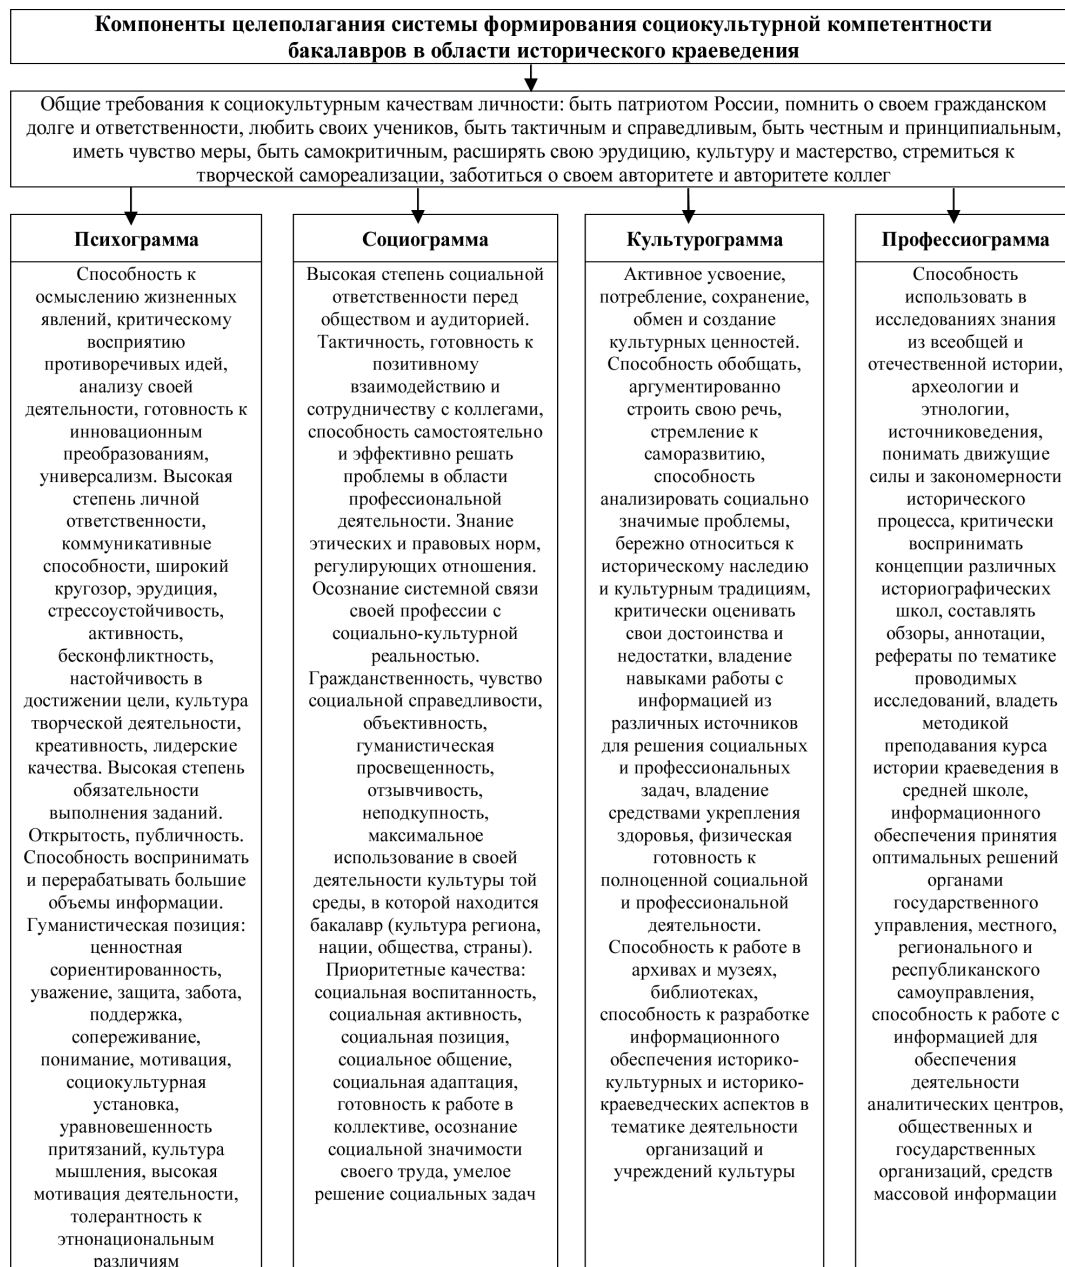 Компоненты целеполагания системы формирования социокультурной компетентности
бакалавров в области исторического краеведения
Общие требования к социокультурным качествам личности: быть патриотом России, помнить о своем гражданском
долге и ответственности, любить своих учеников, быть тактичным и справедливым, быть честным и принципиальным,
иметь чувство меры, быть самокритичным, расширять свою эрудицию, культуру и мастерство, стремиться к
творческой самореализации, заботиться о своем авторитете и авторитете коллег
Психограмма
Способность к
осмыслению жизненных
явлений, критическому
восприятию
противоречивых идей,
анализу своей
деятельности, готовность к
инновационным
преобразованиям,
универсализм. Высокая
степень личной
ответственности,
коммуникативные
способности, широкий
кругозор, эрудиция,
стрессоустойчивость,
активность,
бесконфликтность,
настойчивость в
достижении цели, культура
творческой деятельности,
креативность, лидерские
качества. Высокая степень
обязательности
выполнения заданий.
Открытость, публичность.
Способность воспринимать
и перерабатывать большие
объемы информации.
Гуманистическая позиция:
ценностная
сориентированность,
уважение, защита, забота,
поддержка,
сопереживание,
понимание, мотивация,
социокультурная
установка,
уравновешенность
притязаний, культура
мышления, высокая
мотивация деятельности,
толерантность к
этнонациональным
различиям
Социограмма
Высокая степень социальной
ответственности перед
обществом и аудиторией.
Тактичность, готовность к
позитивному
взаимодействию и
сотрудничеству с коллегами,
способность самостоятельно
и эффективно решать
проблемы в области
профессиональной
деятельности. Знание
этических и правовых норм,
регулирующих отношения.
Осознание системной связи
своей профессии с
социально-культурной
реальностью.
Гражданственность, чувство
социальной справедливости,
объективность,
гуманистическая
просвещенность,
отзывчивость,
неподкупность,
максимальное
использование в своей
деятельности культуры той
среды, в которой находится
бакалавр (культура региона,
нации, общества, страны).
Приоритетные качества:
социальная воспитанность,
социальная активность,
социальная позиция,
социальное общение,
социальная адаптация,
готовность к работе в
коллективе, осознание
социальной значимости
своего труда, умелое
решение социальных задач
Культурограмма
Активное усвоение,
потребление, сохранение,
обмен и создание
культурных ценностей.
Способность обобщать,
аргументированно
строить свою речь,
стремление к
саморазвитию,
способность
анализировать социально
значимые проблемы,
бережно относиться к
историческому наследию
и культурным традициям,
критически оценивать
свои достоинства и
недостатки, владение
навыками работы с
информацией из
различных источников
для решения социальных
и профессиональных
задач, владение
средствами укрепления
здоровья, физическая
готовность к
полноценной социальной
и профессиональной
деятельности.
Способность к работе в
архивах и музеях,
библиотеках,
способность к разработке
информационного
обеспечения историко-
культурных и историко-
краеведческих аспектов в
тематике деятельности
организаций и
учреждений культуры
Профессиограмма
Способность
использовать в
исследованиях знания
из всеобщей и
отечественной истории,
археологии и
этнологии,
источниковедения,
понимать движущие
силы и закономерности
исторического
процесса, критически
воспринимать
концепции различных
историографических
школ, составлять
обзоры, аннотации,
рефераты по тематике
проводимых
исследований, владеть
методикой
преподавания курса
истории краеведения в
средней школе,
информационного
обеспечения принятия
оптимальных решений
органами
государственного
управления, местного,
регионального и
республиканского
самоуправления,
способность к работе с
информацией для
обеспечения
деятельности
аналитических центров,
общественных и
государственных
организаций, средств
массовой информации